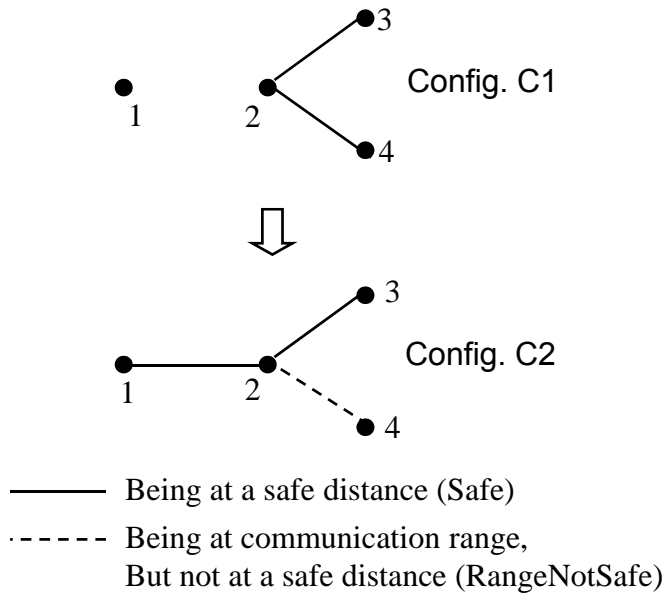 3
Config. C1
1
2
4
3
Config. C2
1
2
4
Being at a safe distance (Safe)
Being at communication range,
But not at a safe distance (RangeNotSafe)